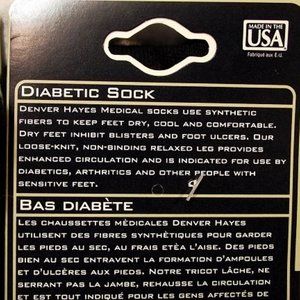 MADE IN THE
USA
Fabriqué aux É.U.
DIABETIC SOCK
DENVER HAYES MEDICAL SOCKS USE SYNTHETIC
FIBERS TO KEEP FEET DRY, COOL AND COMFORTABLE.
DRY FEET INHIBIT BLISTERS AND FOOT ULCERS. OUR
LOOSE-KNIT, NON-BINDING RELAXED LEG PROVIDES
ENHANCED CIRCULATION AND IS INDICATED FOR USE BY
DIABETICS, ARTHRITICS AND OTHER PEOPLE WITH
SENSITIVE FEET.
BAS DIABÈTE
LES CHAUSSETTES MÉDICALES DENVER HAYES
UTILISENT DES FIBRES SYNTHÉTIQUES POUR GARDER
LES PIEDS AU SEC, AU FRAIS ETÈA L'AISE. DES PIEDS
BIEN AU SEC ENTRAVENT LA FORMATION D'AMPOULES
ET D'ULCÈRES AUX PIEDS. NOTRE TRICOT LÂCHE, NE
SERRANT PAS LA JAMBE, REHAUSSE LA CIRCULATION
ET EST TOUT INDIQUÉ POUR LES GENS AFFECTÉS DE